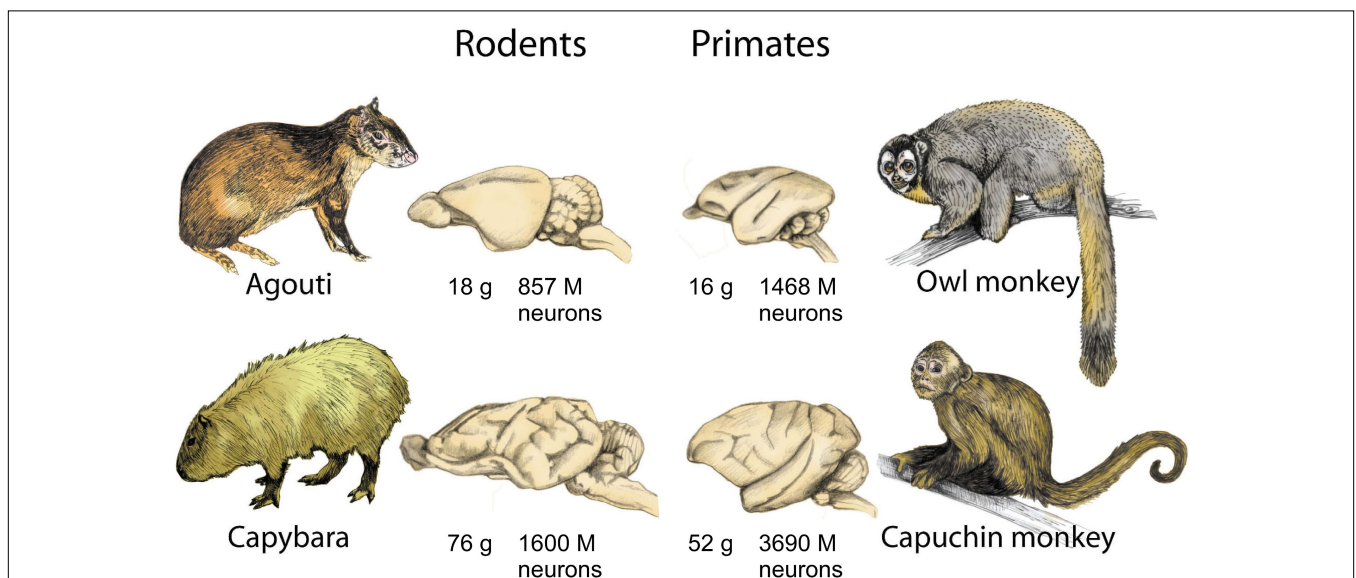 Rodents Primates
Agouti
18 g 857 M
neurons
16 g 1468 M
neurons
Owl monkey
Capybara
76 g 1600 M
neurons
52 g 3690 M
neurons
Capuchin monkey